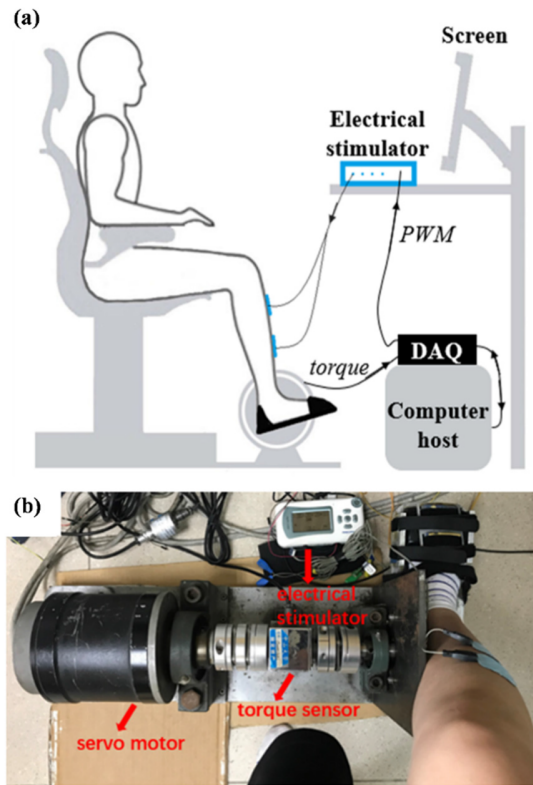 (a)
Screen
Electrical
stimulator
PWM
DAQ
torque
Computer
host
(b)
electrical
stimulator
torque sensor
servo motor